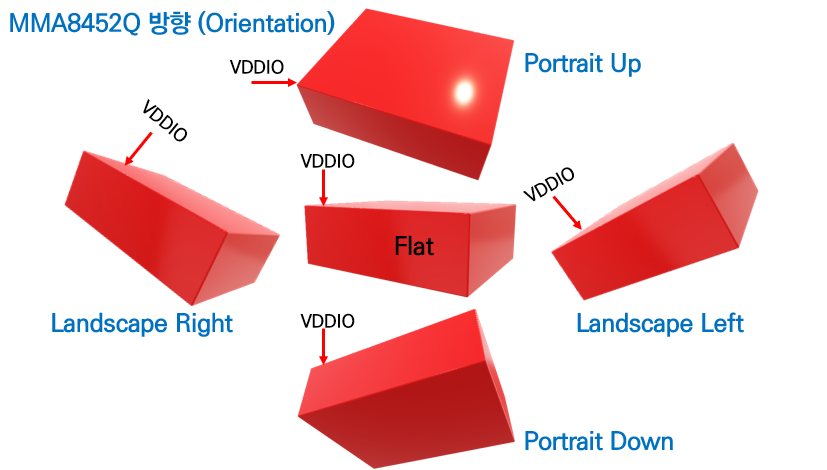 MMA8452Q 방향 (Orientation)
VDDIO
Portrait Up
VDDIO
VDDIO
VDDIO
Flat
Landscape Right
VDDIO
Landscape Left
Portrait Down